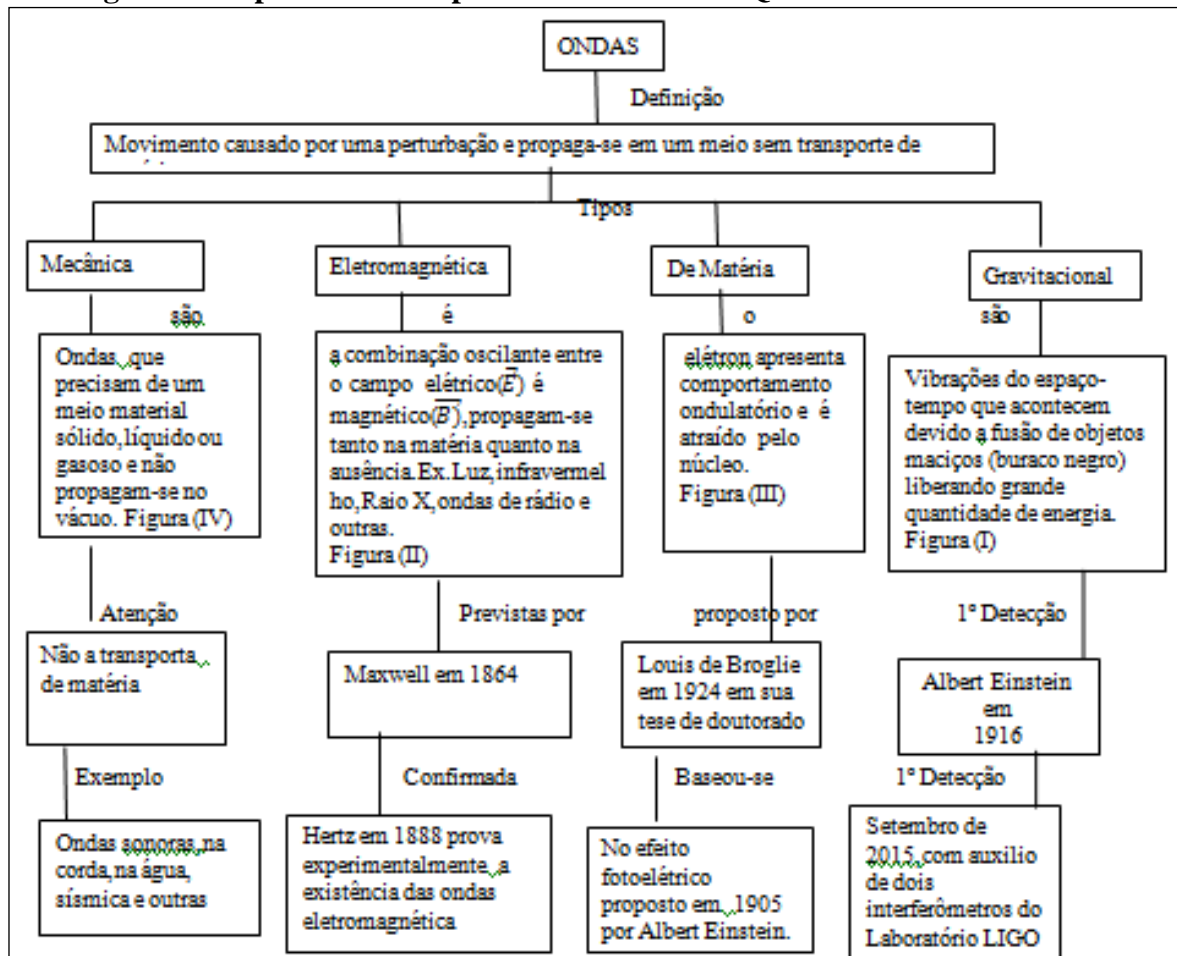 ONDAS
Definição
Movimento causado por uma perturbação e propaga-se em um meio sem transporte de
Tipos
Mecânica
são
Ondas que
precisam de um
meio material
sólido,líquido ou
gasoso e não
propagam-se no
vácuo. Figura (IV)
Atenção
Não a transporta
de matéria
Exemplo
Ondas sonoras,na
corda,na água,
sísmica e outras
Eletromagnética
é
a combinação oscilante entre
o campo elétrico(E⃗) é
magnético(B⃗),propagam-se
tanto na matéria quanto na
ausência.Ex.Luz,infravermel
ho,Raio X,ondas de rádio e
outras.
Figura (II)
Previstas por
Maxwell em 1864
Confirmada
Hertz em 1888 prova
experimentalmente a
existência das ondas
eletromagnética
De Matéria
o
elétron apresenta
comportamento
ondulatório e é
atraído pelo
núcleo.
Figura (III)
proposto por
Louis de Broglie
em 1924 em sua
tese de doutorado
Baseou-se
No efeito
fotoelétrico
proposto em 1905
por Albert Einstein.
Gravitacional
são
Vibrações do espaço-
tempo que acontecem
devido a fusão de objetos
maciços (buraco negro)
liberando grande
quantidade de energia.
Figura (I)
1º Detecção
Albert Einstein
em
1916
1º Detecção
Setembro de
2015,com auxilio
de dois
interferômetros do
Laboratório LIGO